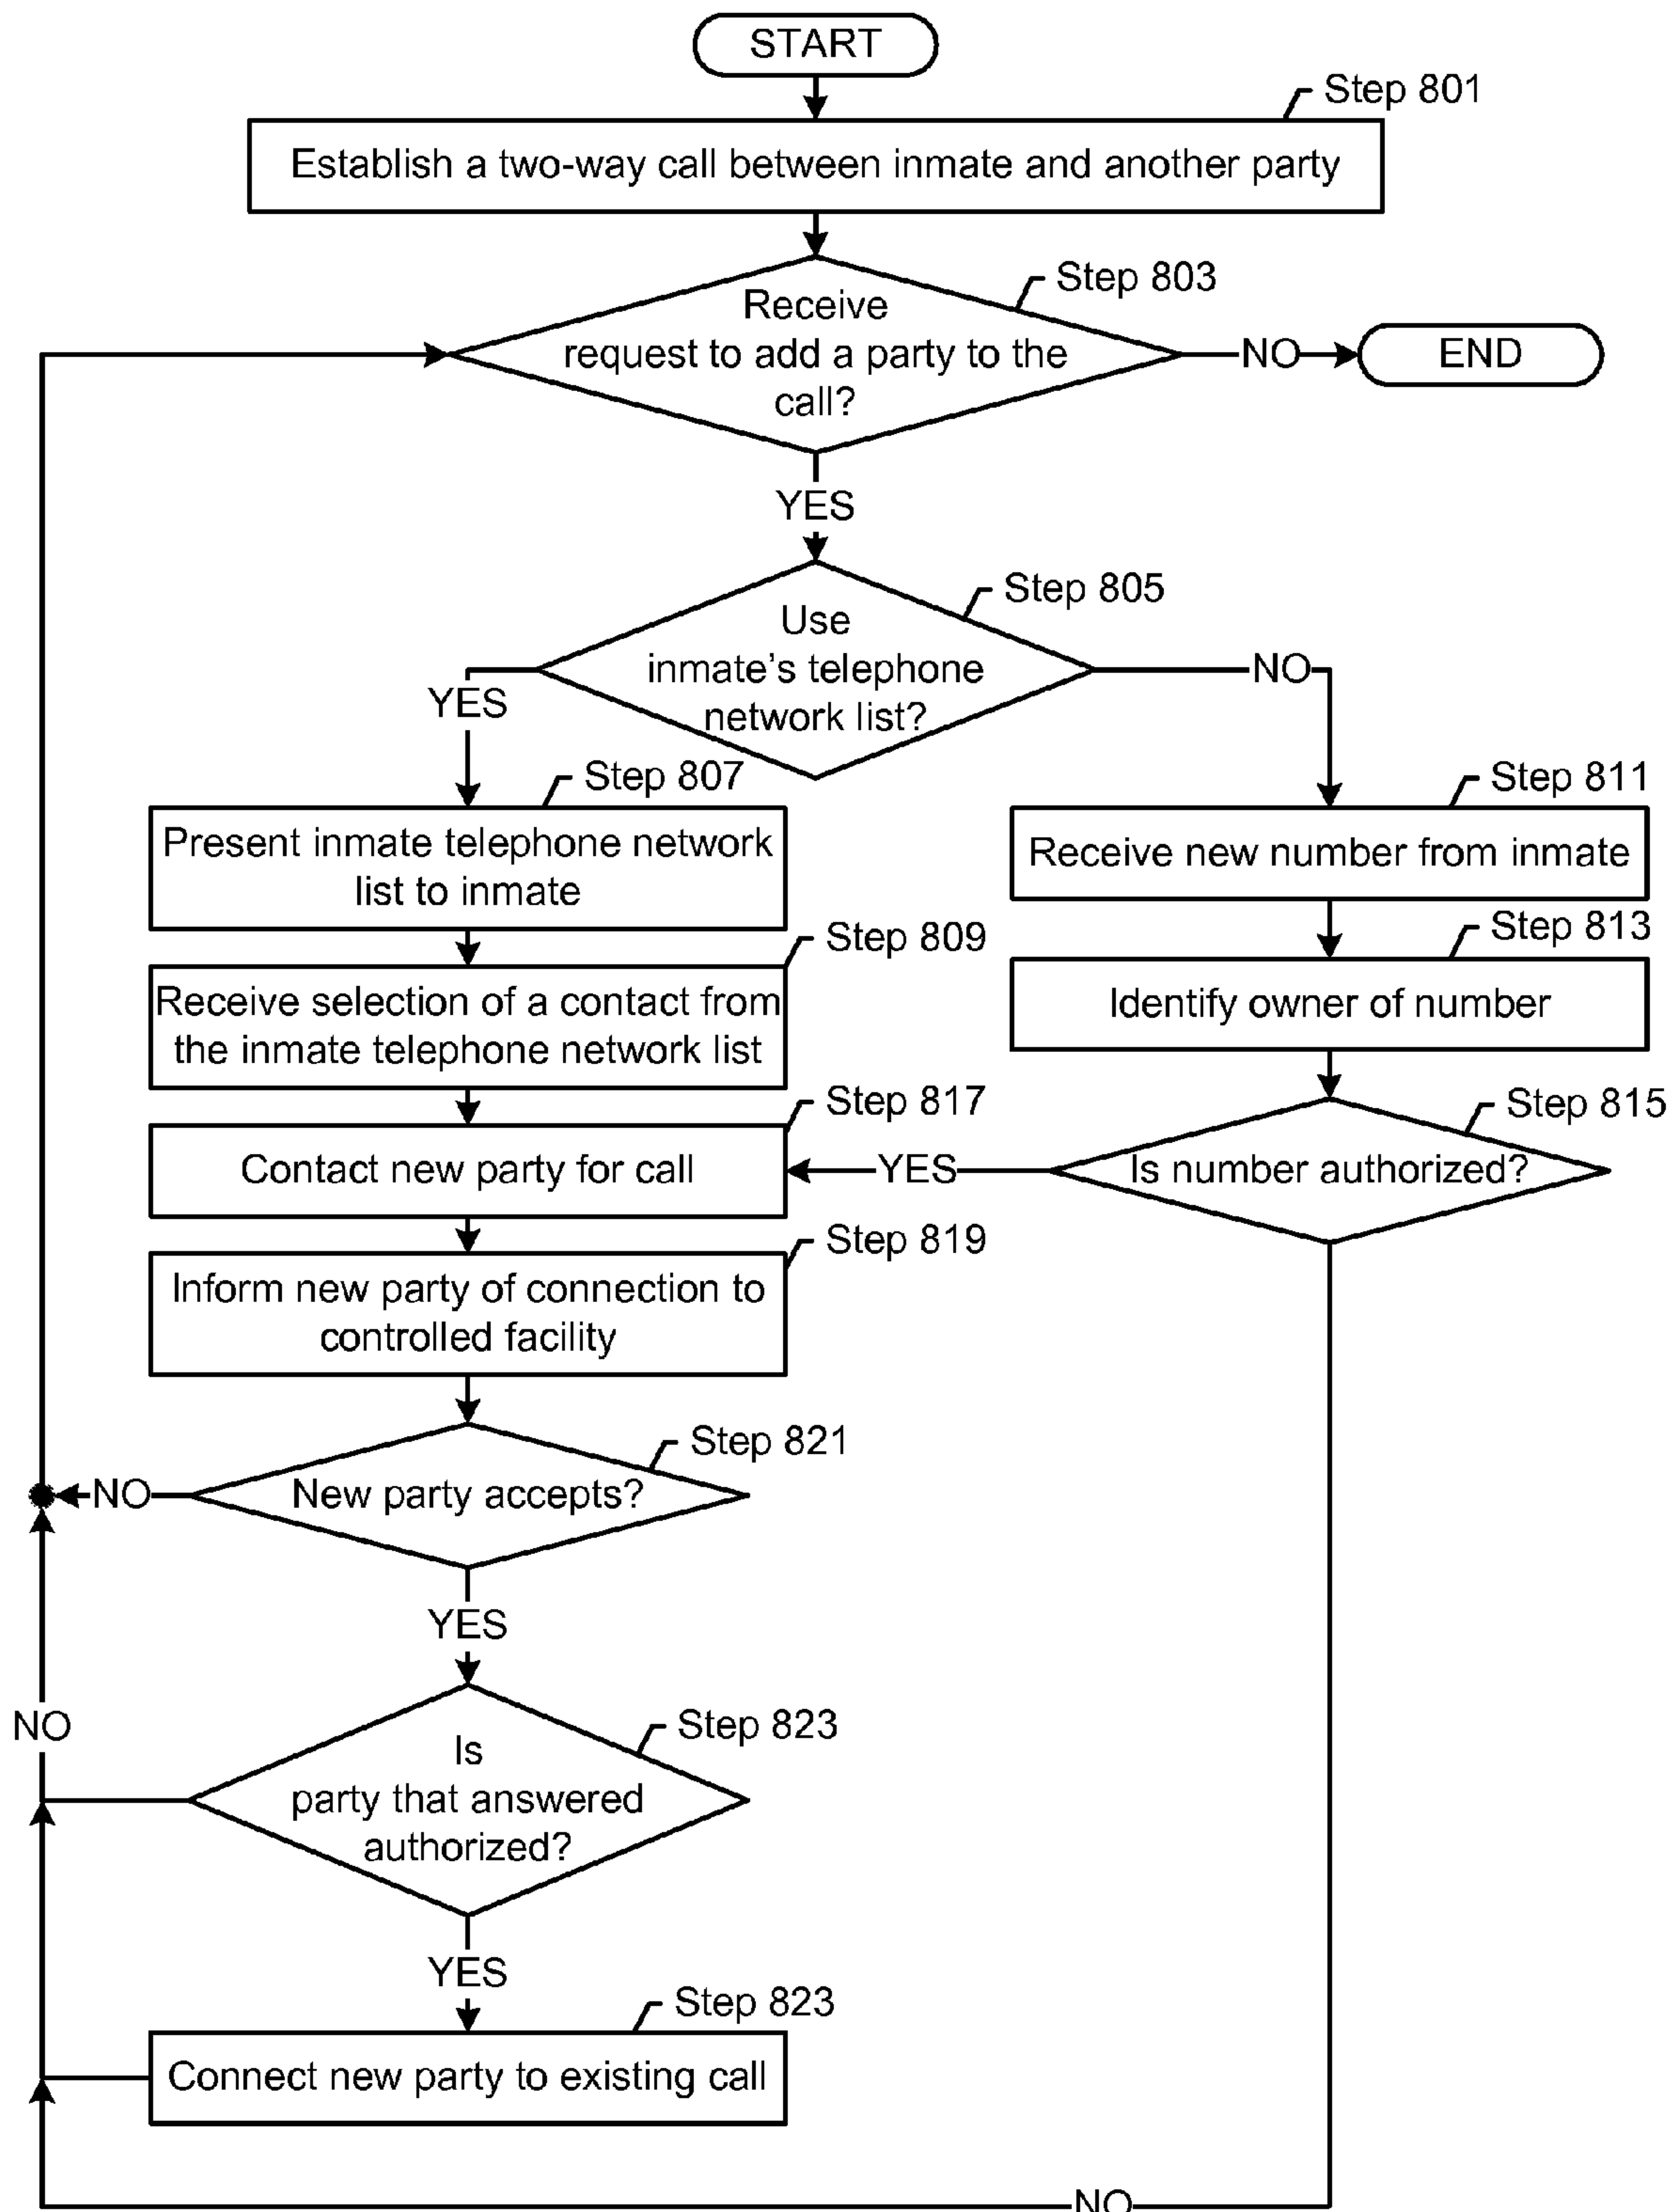 START
Step 801
Establish a two-way call between inmate and another party
Step 803
Receive
request to add a party to the
call?
NO
END
YES
Step 805
Use
inmate's telephone
network list?
YES
NO
Step 807
Present inmate telephone network
list to inmate
Step 811
Receive new number from inmate
Step 809
Receive selection of a contact from
the inmate telephone network list
Step 813
Identify owner of number
Step 817
Contact new party for call
YES
Step 815
Is number authorized?
Step 819
Inform new party of connection to
controlled facility
Step 821
New party accepts?
NO
YES
NO
Step 823
Is
party that answered
authorized?
YES
Step 823
Connect new party to existing call
NO